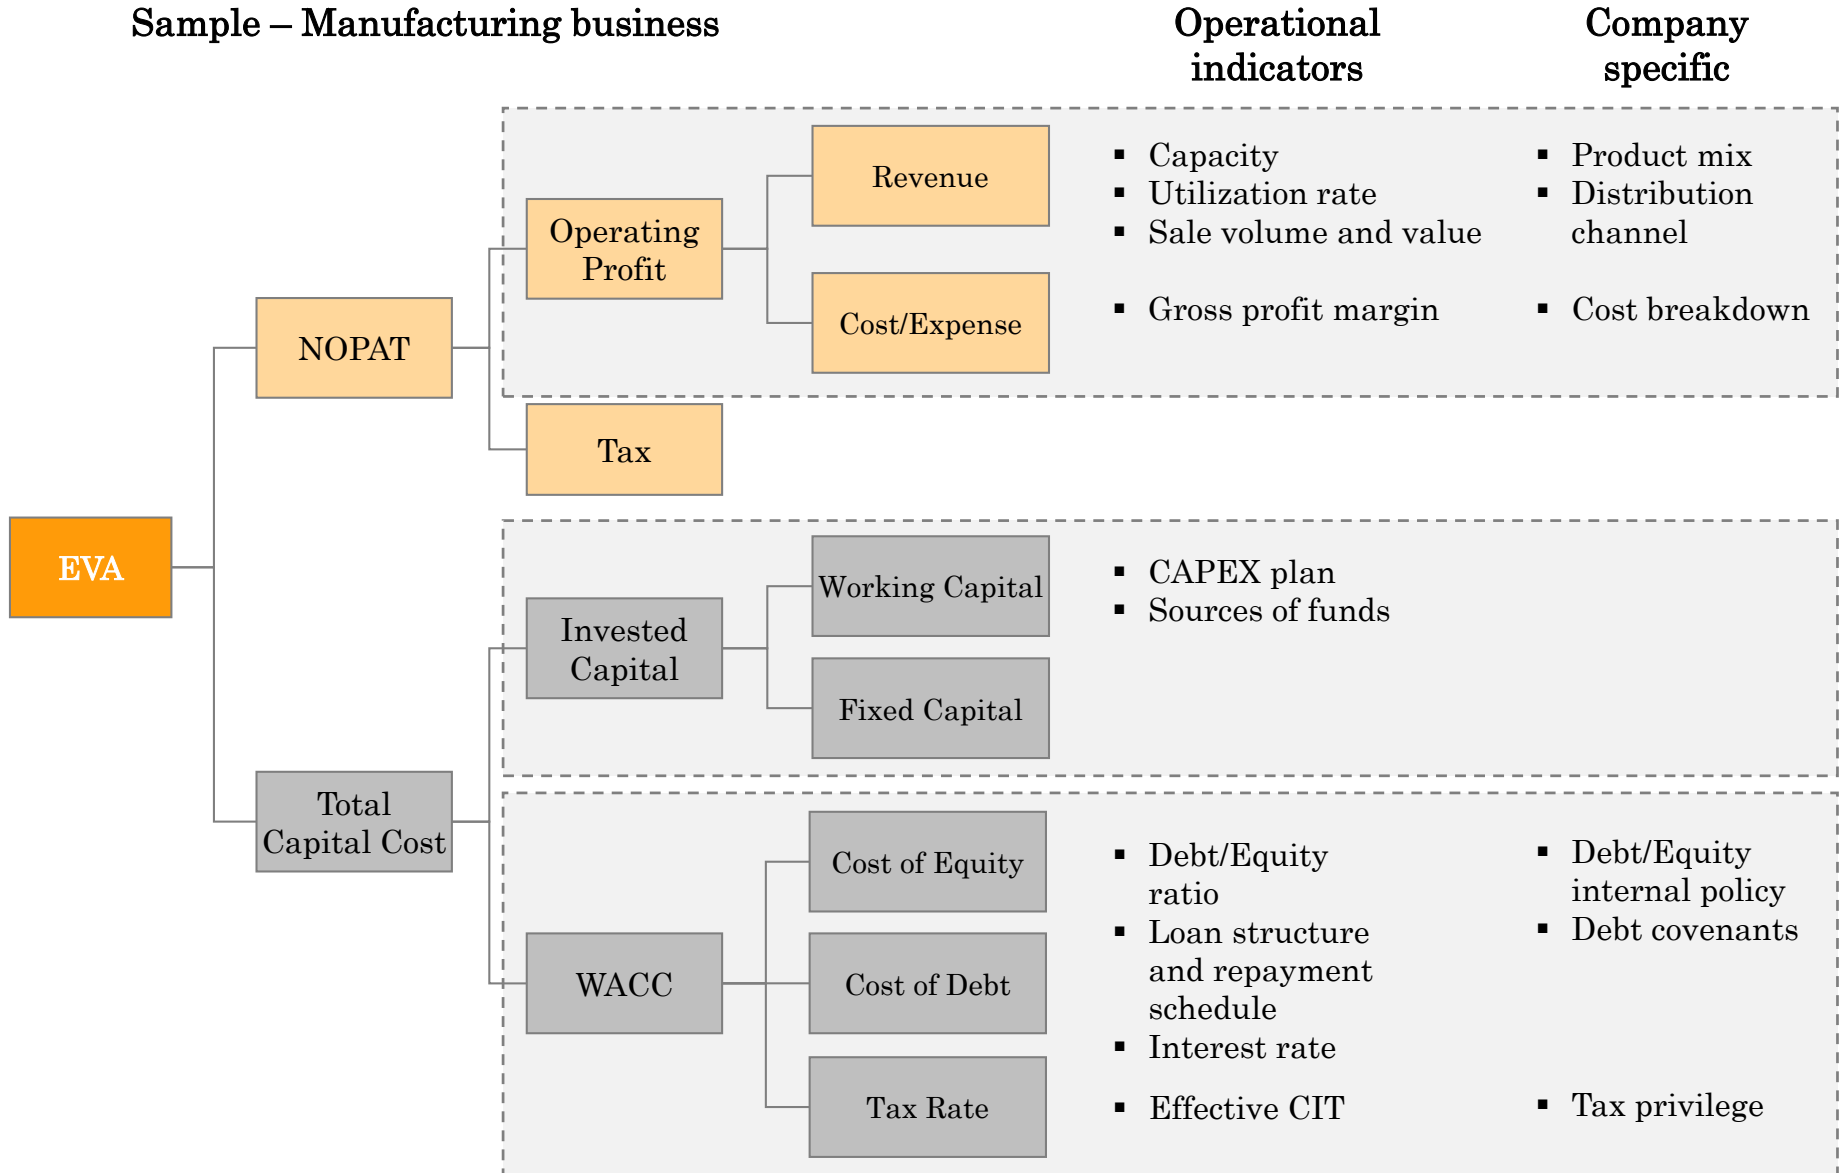 Sample – Manufacturing business
Operational
indicators
Company
specific
Revenue
▪ Capacity
▪ Utilization rate
▪ Sale volume and value
▪ Product mix
▪ Distribution
channel
Operating
Profit
Cost/Expense
▪ Gross profit margin
▪ Cost breakdown
NOPAT
Tax
EVA
Working Capital
▪ CAPEX plan
▪ Sources of funds
Invested
Capital
Fixed Capital
Total
Capital Cost
Cost of Equity
▪ Debt/Equity
ratio
▪ Loan structure
and repayment
schedule
▪ Interest rate
▪ Debt/Equity
internal policy
▪ Debt covenants
WACC
Cost of Debt
Tax Rate
▪ Effective CIT
▪ Tax privilege